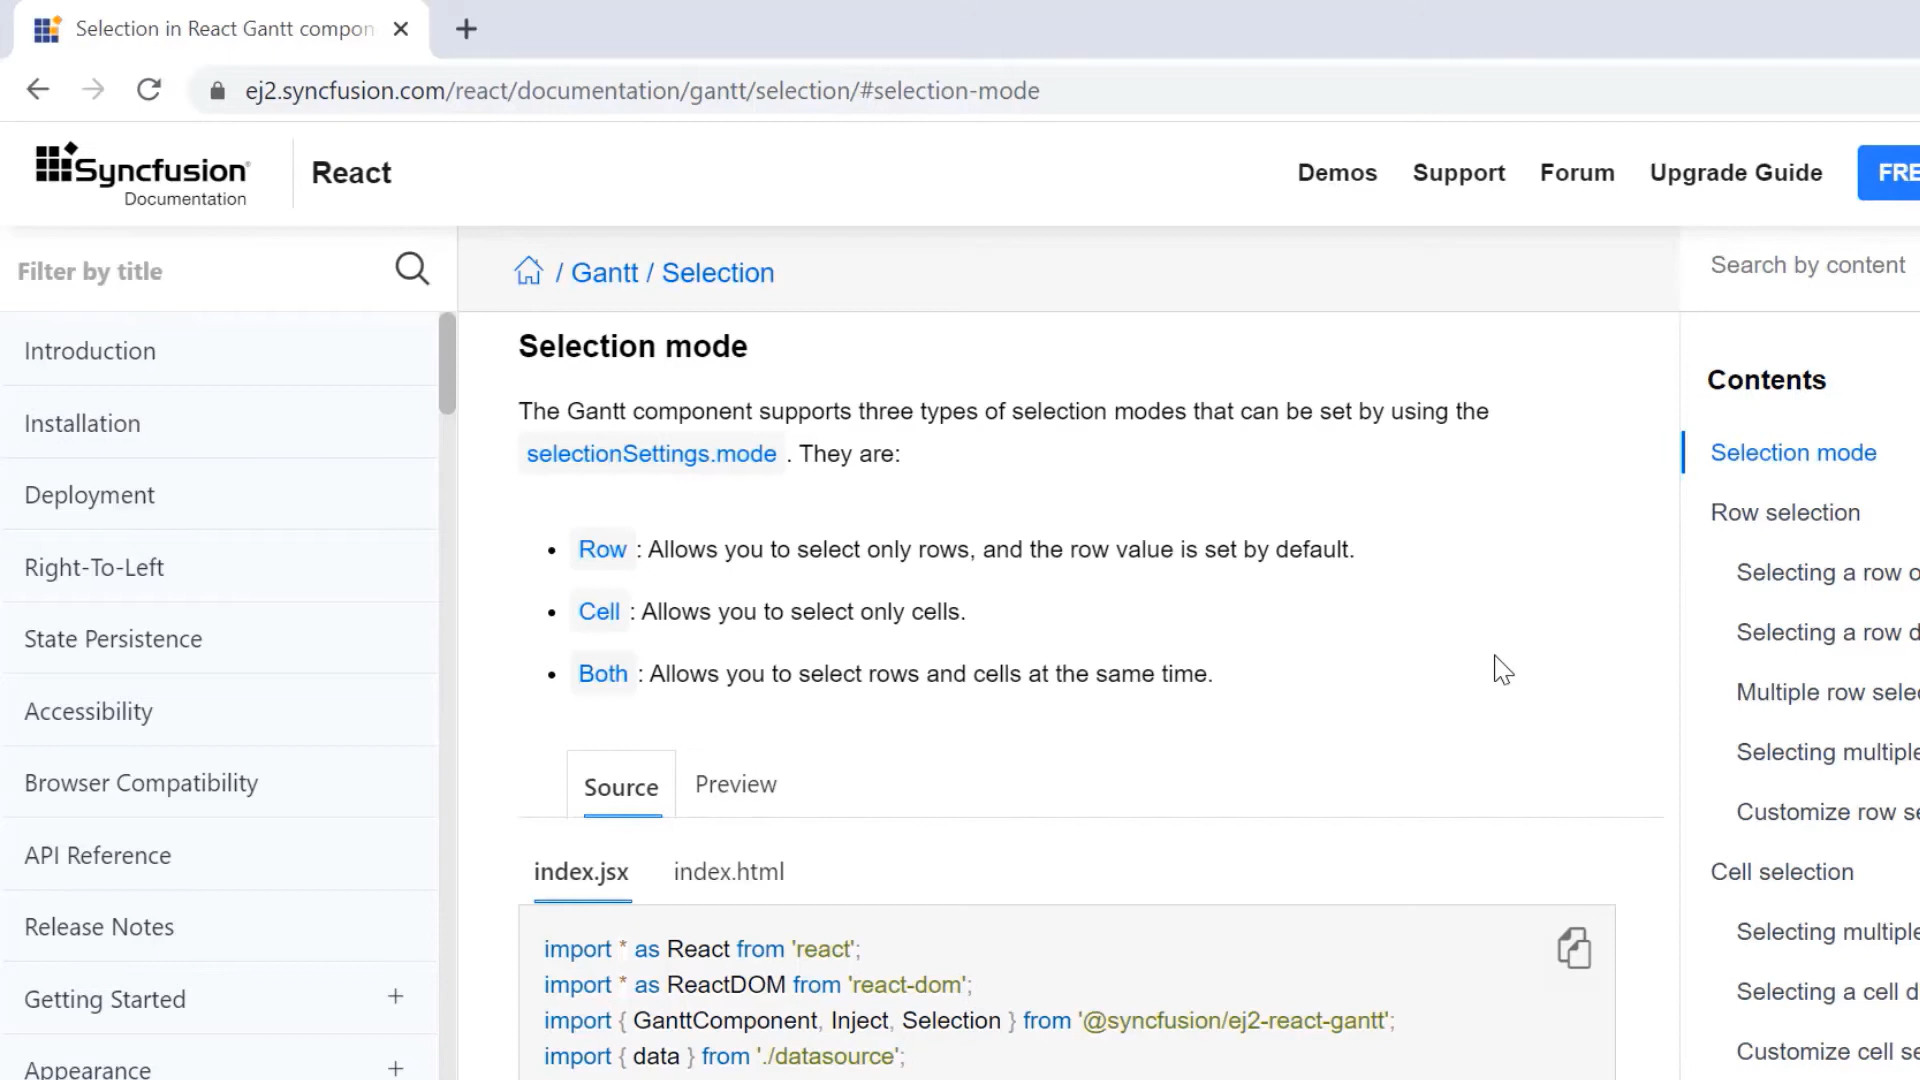 Selection in React Gantt compon
ej2.syncfusion.com/react/documentation/gantt/selection/#selection-mode
Syncfusion
Documentation
React
Demos
Support
Forum
Upgrade Guide
FRE
Filter by title
/ Gantt / Selection
Search by content
Introduction
Installation
Deployment
Right-To-Left
State Persistence
Accessibility
Browser Compatibility
API Reference
Release Notes
Getting Started +
Appearance +
Selection mode
The Gantt component supports three types of selection modes that can be set by using the
selectionSettings.mode . They are:
• Row : Allows you to select only rows, and the row value is set by default.
• Cell : Allows you to select only cells.
• Both : Allows you to select rows and cells at the same time.
Source Preview
index.jsx index.html
import * as React from 'react';
import * as ReactDOM from 'react-dom';
import { GanttComponent, Inject, Selection } from '@syncfusion/ej2-react-gantt';
import { data } from './datasource';
Contents
Selection mode
Row selection
Selecting a row o
Selecting a row d
Multiple row selec
Selecting multiple
Customize row se
Cell selection
Selecting multiple
Selecting a cell d
Customize cell se